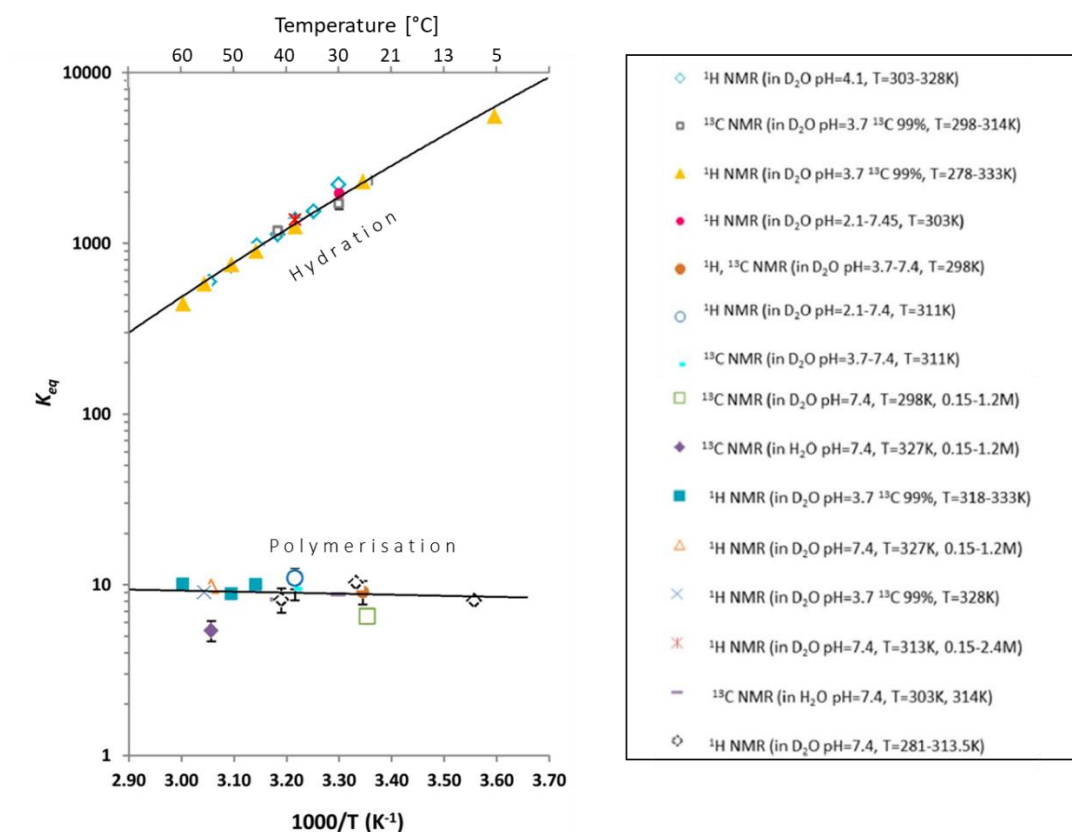 Temperature [°C]
60 50 40 30 21 13 5
10000
1000
100
10
1
K_eq
Hydration
Polymerisation
2.90 3.00 3.10 3.20 3.30 3.40 3.50 3.60 3.70
1000/T (K⁻¹)
¹H NMR (in D₂O pH=4.1, T=303-328K)
¹³C NMR (in D₂O pH=3.7 ¹³C 99%, T=298-314K)
¹H NMR (in D₂O pH=3.7 ¹³C 99%, T=278-333K)
¹H NMR (in D₂O pH=2.1-7.45, T=303K)
¹H, ¹³C NMR (in D₂O pH=3.7-7.4, T=298K)
¹H NMR (in D₂O pH=2.1-7.4, T=311K)
¹³C NMR (in D₂O pH=3.7-7.4, T=311K)
¹³C NMR (in D₂O pH=7.4, T=298K, 0.15-1.2M)
¹³C NMR (in H₂O pH=7.4, T=327K, 0.15-1.2M)
¹H NMR (in D₂O pH=3.7 ¹³C 99%, T=318-333K)
¹H NMR (in D₂O pH=7.4, T=327K, 0.15-1.2M)
¹H NMR (in D₂O pH=3.7 ¹³C 99%, T=328K)
¹H NMR (in D₂O pH=7.4, T=313K, 0.15-2.4M)
¹³C NMR (in H₂O pH=7.4, T=303K, 314K)
¹H NMR (in D₂O pH=7.4, T=281-313.5K)